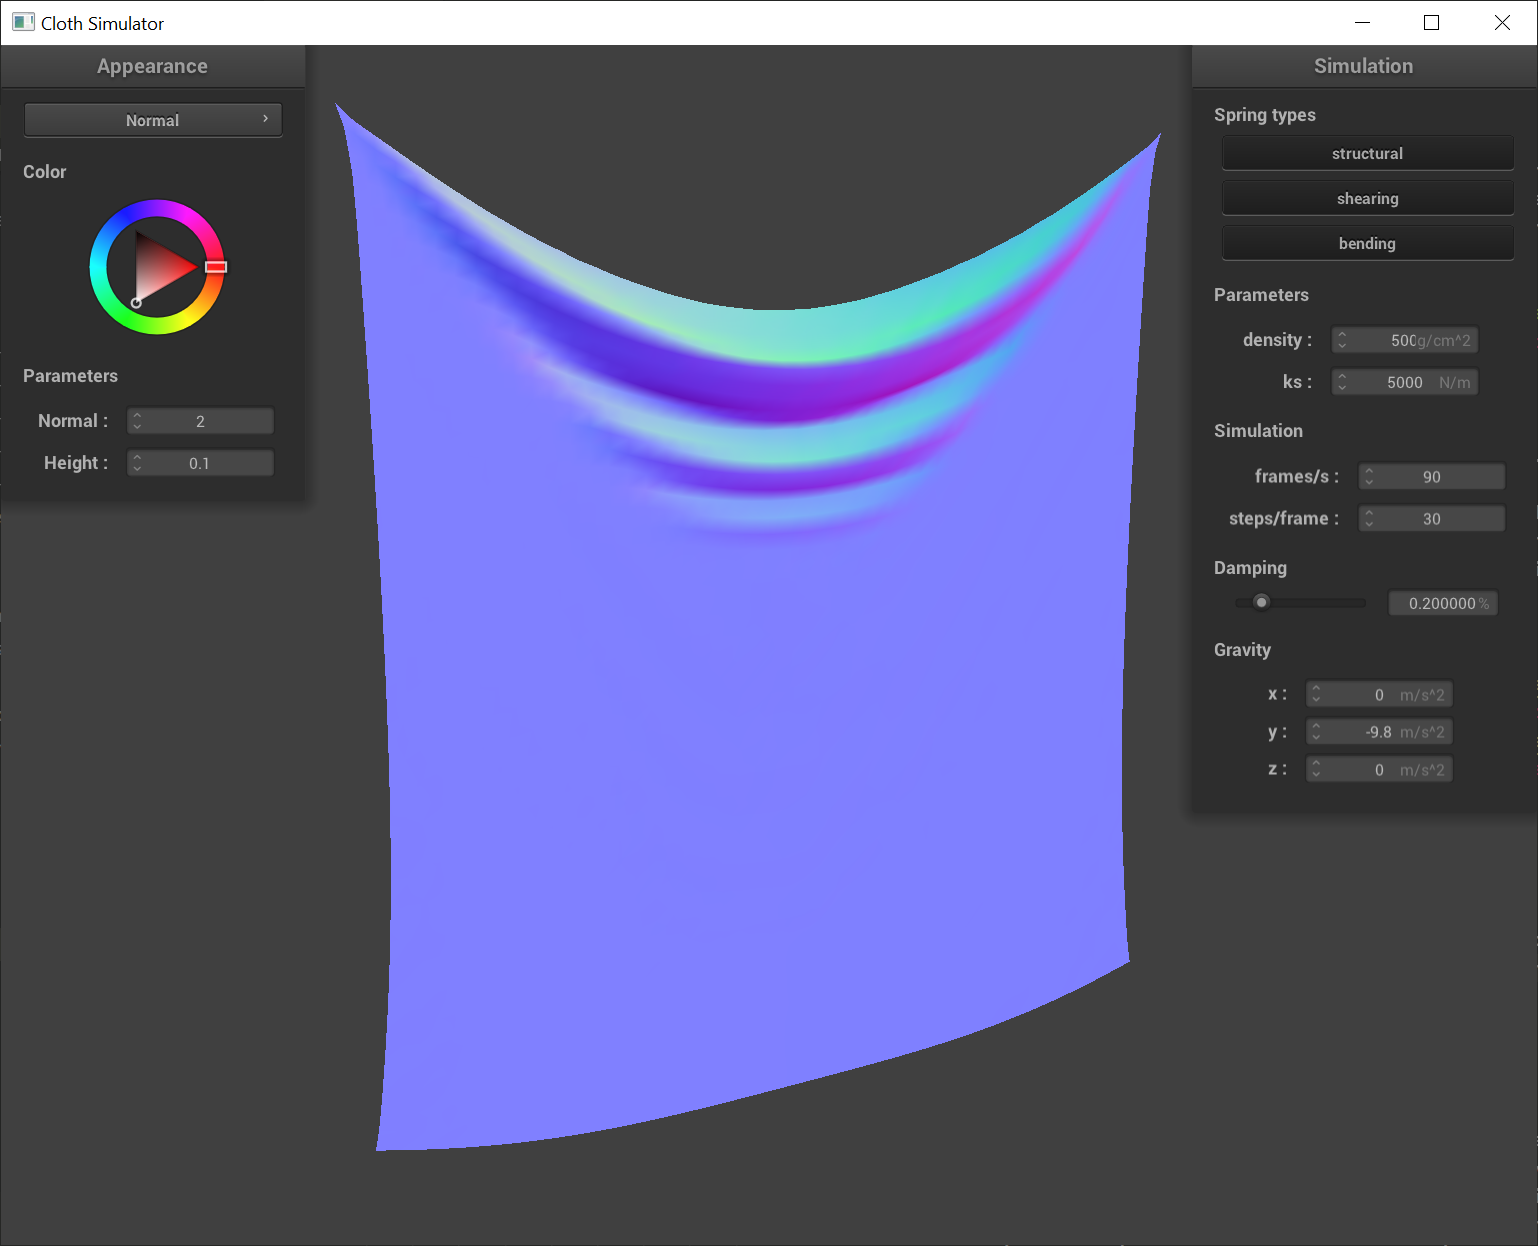 Cloth Simulator
Appearance
Normal
Color
Parameters
Normal : 2
Height : 0.1
Simulation
Spring types
structural
shearing
bending
Parameters
density : 500g/cm^2
ks : 5000 N/m
Simulation
frames/s : 90
steps/frame : 30
Damping
0.200000 %
Gravity
x : 0 m/s^2
y : -9.8 m/s^2
z : 0 m/s^2